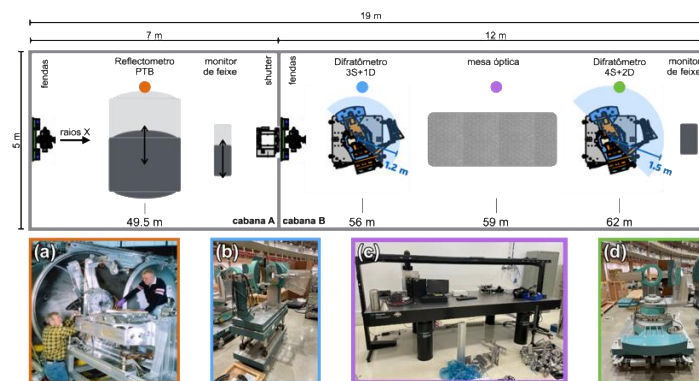 19 m
7 m
12 m
5 m
fendas
Reflectometro
PTB
monitor
de feixe
shutter
fendas
Difratômetro
3S+1D
mesa óptica
Difratômetro
4S+2D
monitor
de feixe
raios X
1.2 m
1.5 m
cabana A
cabana B
49.5 m
56 m
59 m
62 m
(a)
(b)
(c)
(d)